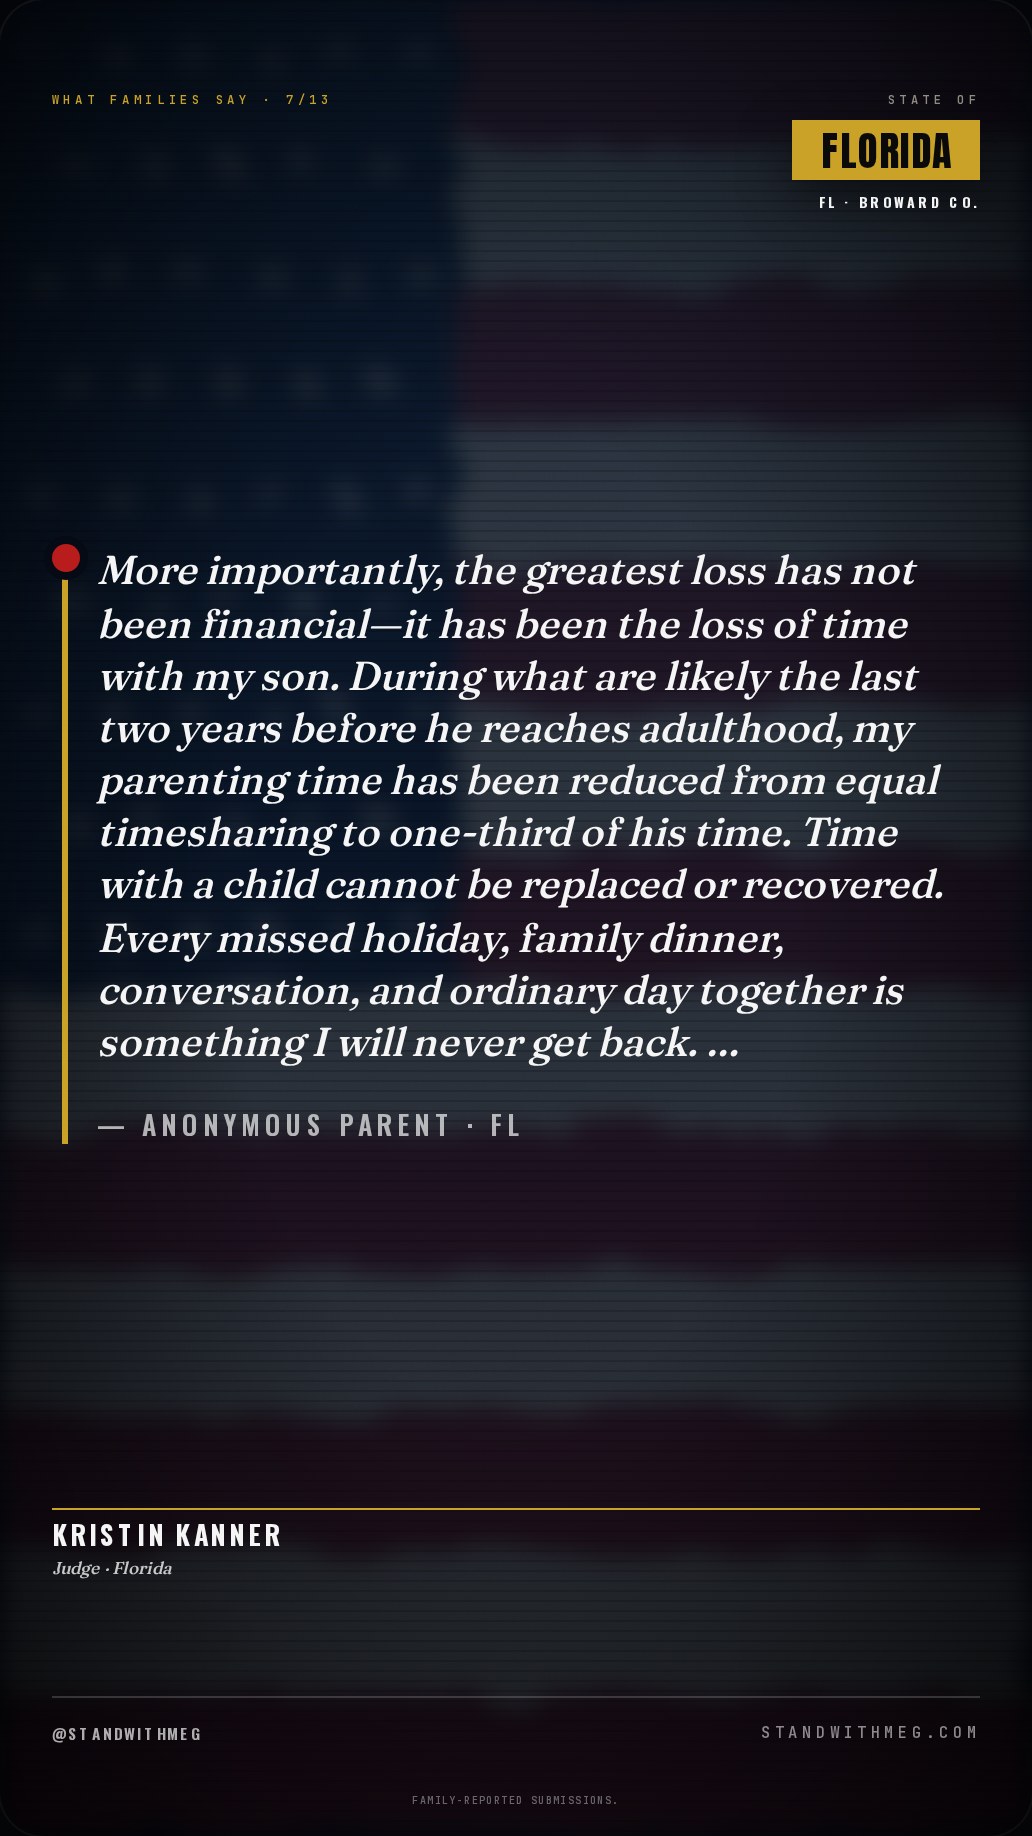 WHAT FAMILIES SAY · 7/13
STATE OF
FLORIDA
FL · BROWARD CO.
More importantly, the greatest loss has not
been financial—it has been the loss of time
with my son. During what are likely the last
two years before he reaches adulthood, my
parenting time has been reduced from equal
timesharing to one-third of his time. Time
with a child cannot be replaced or recovered.
Every missed holiday, family dinner,
conversation, and ordinary day together is
something I will never get back. ...
— ANONYMOUS PARENT · FL
KRISTIN KANNER
Judge · Florida
@STANDWITHMEG
STANDWITHMEG.COM
FAMILY-REPORTED SUBMISSIONS.